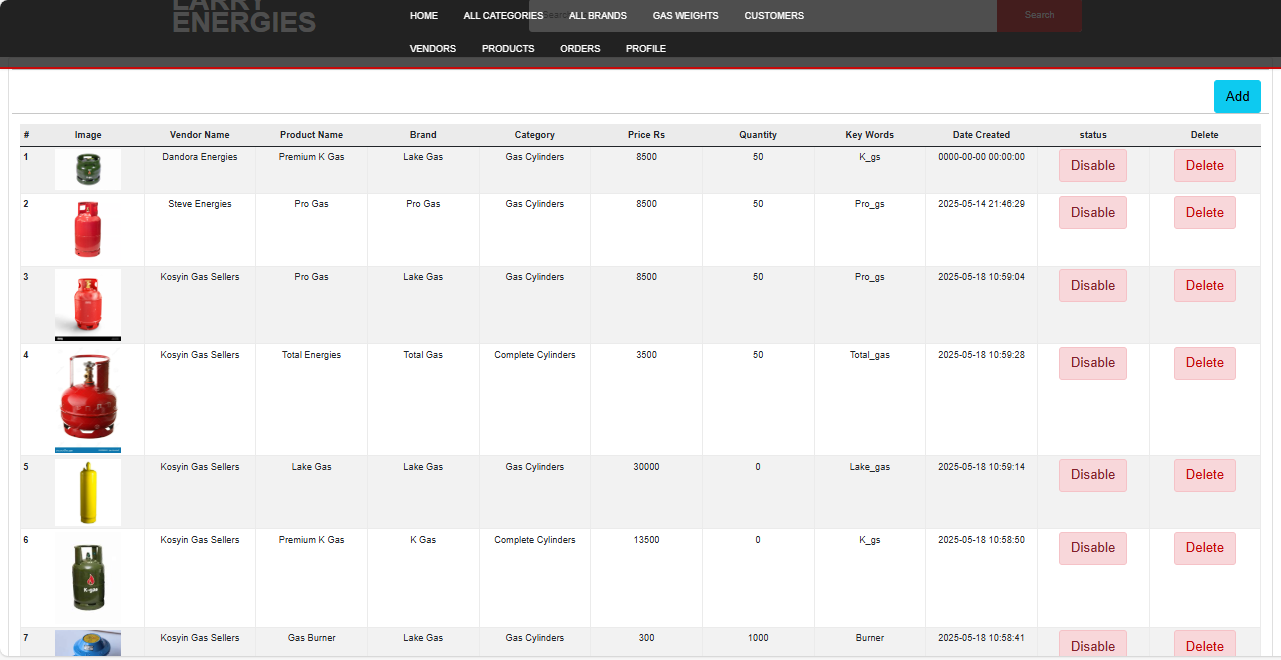 LARRY
ENERGIES
HOME ALL CATEGORIES ALL BRANDS GAS WEIGHTS CUSTOMERS
Search Search
VENDORS PRODUCTS ORDERS PROFILE
Add
# Image Vendor Name Product Name Brand Category Price Rs Quantity Key Words Date Created status Delete
1 Dandora Energies Premium K Gas Lake Gas Gas Cylinders 8500 50 K_gs 0000-00-00 00:00:00 Disable Delete
2 Steve Energies Pro Gas Pro Gas Gas Cylinders 8500 50 Pro_gs 2025-05-14 21:46:29 Disable Delete
3 Kosyin Gas Sellers Pro Gas Lake Gas Gas Cylinders 8500 50 Pro_gs 2025-05-18 10:59:04 Disable Delete
4 Kosyin Gas Sellers Total Energies Total Gas Complete Cylinders 3500 50 Total_gas 2025-05-18 10:59:28 Disable Delete
5 Kosyin Gas Sellers Lake Gas Lake Gas Gas Cylinders 30000 0 Lake_gas 2025-05-18 10:59:14 Disable Delete
6 Kosyin Gas Sellers Premium K Gas K Gas Complete Cylinders 13500 0 K_gs 2025-05-18 10:58:50 Disable Delete
K-gas
7 Kosyin Gas Sellers Gas Burner Lake Gas Gas Cylinders 300 1000 Burner 2025-05-18 10:58:41 Disable Delete